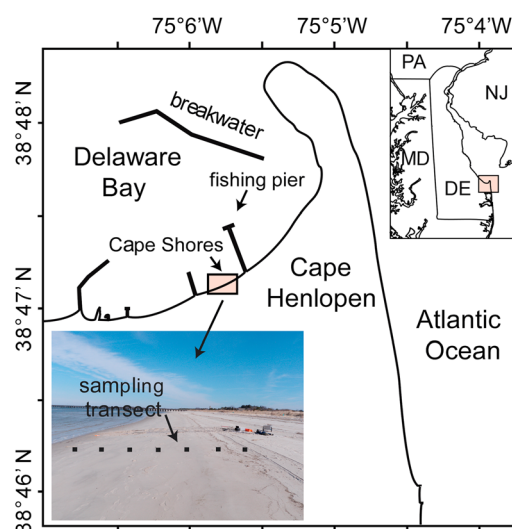 75°6'W
75°5'W
75°4'W
38°48' N
38°47' N
38°46' N
breakwater
Delaware
Bay
fishing pier
Cape Shores
Cape
Henlopen
Atlantic
Ocean
sampling
transect
PA
NJ
MD
DE